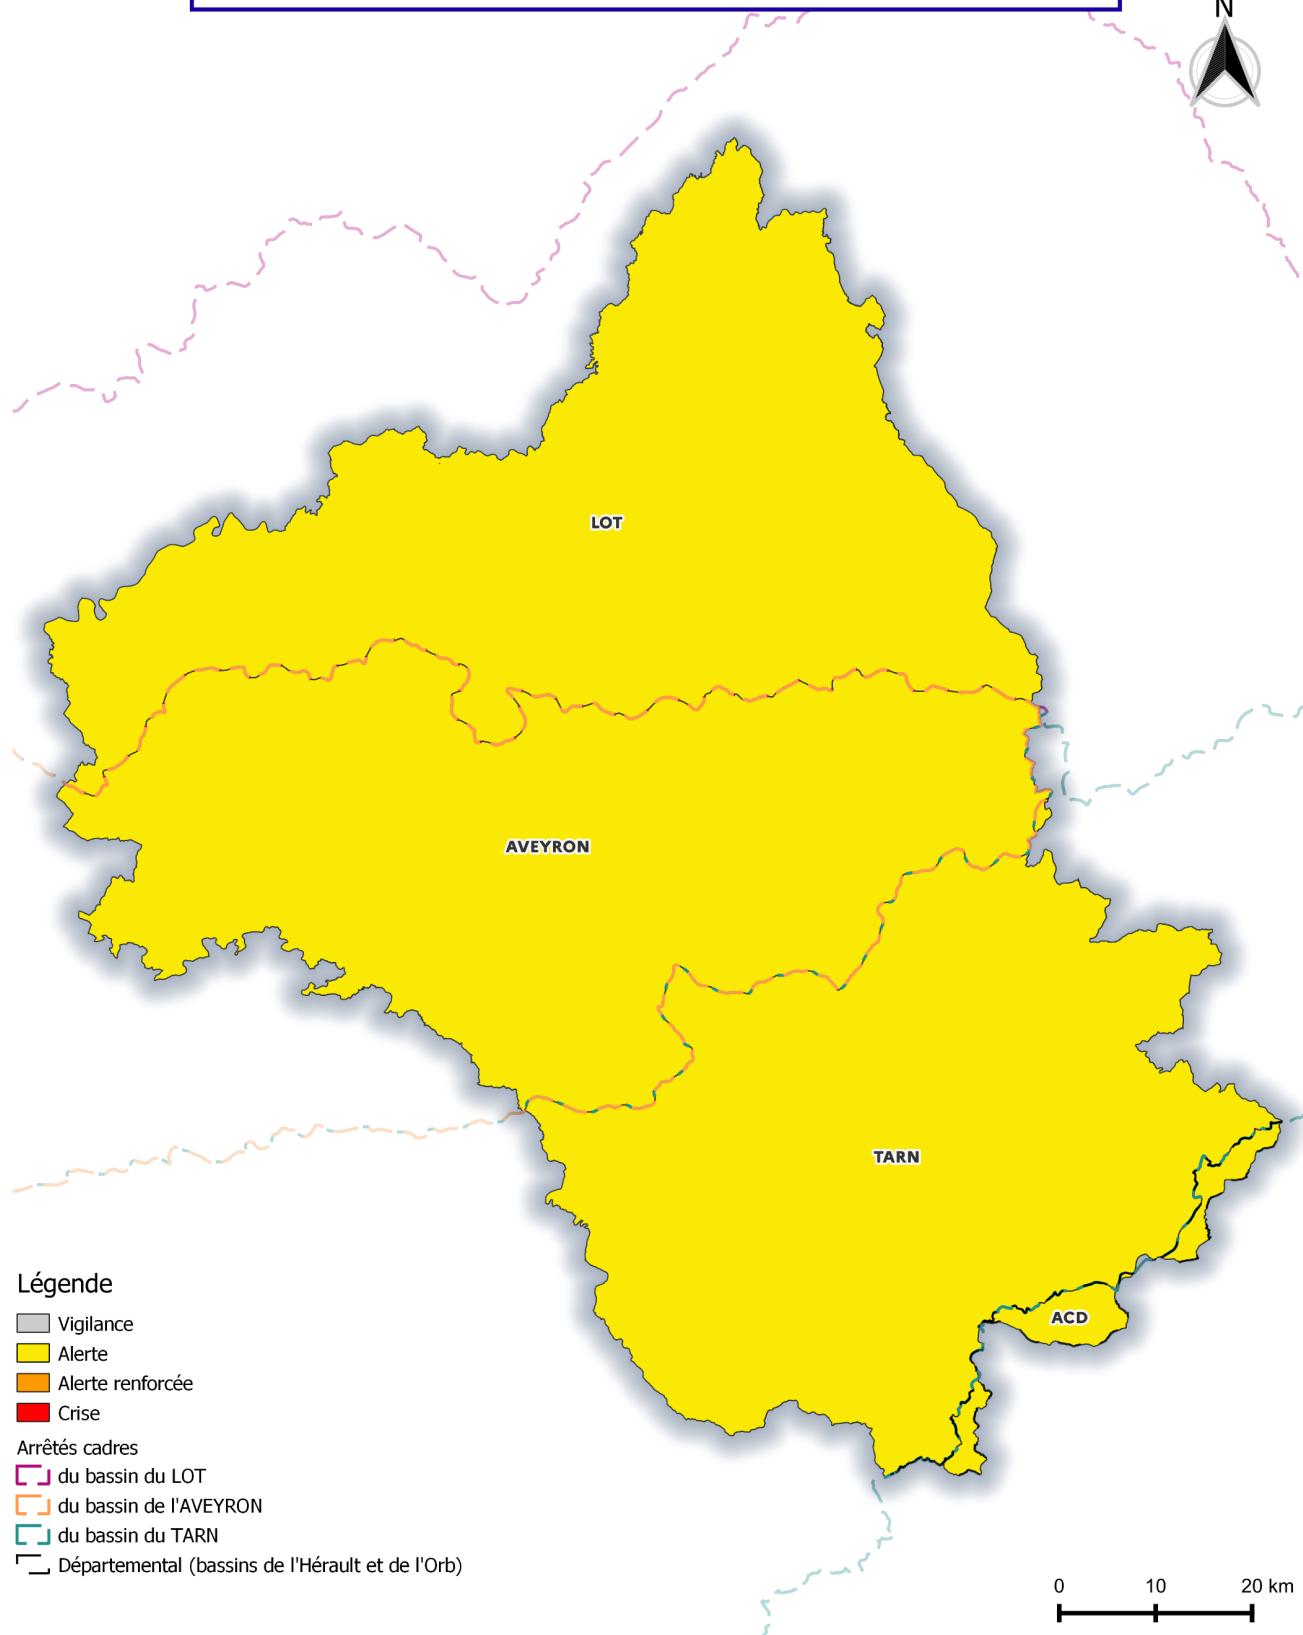 N
LOT
AVEYRON
TARN
ACD
Légende
Vigilance
Alerte
Alerte renforcée
Crise
Arrêtés cadres
du bassin du LOT
du bassin de l'AVEYRON
du bassin du TARN
Départemental (bassins de l'Hérault et de l'Orb)
0 10 20 km